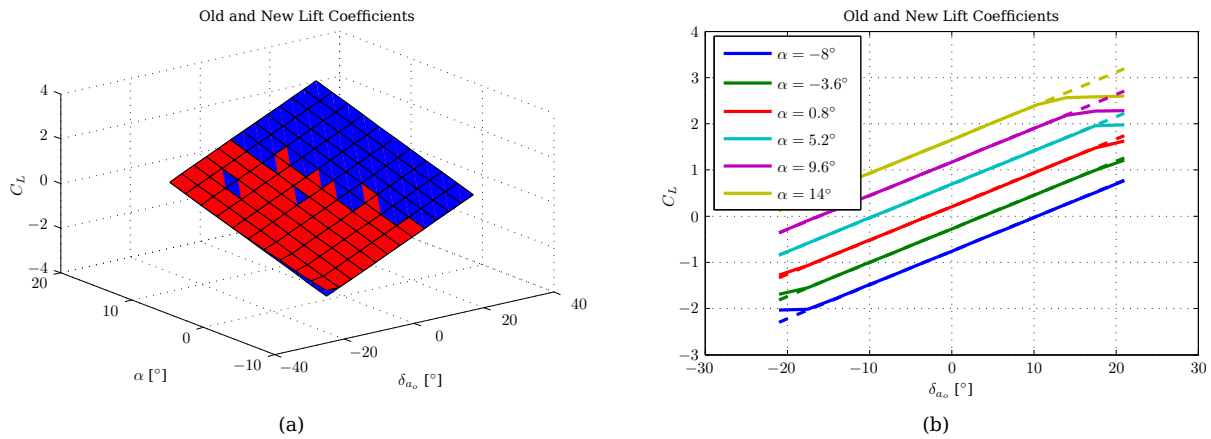 Old and New Lift Coefficients
4
2
0
−2
−4
C_L
20
10
0
−10
α [°]
−40
−20
0
20
40
δ_{a_o} [°]
(a)
Old and New Lift Coefficients
4
3
2
1
0
−1
−2
−3
C_L
α = −8°
α = −3.6°
α = 0.8°
α = 5.2°
α = 9.6°
α = 14°
−30
−20
−10
0
10
20
30
δ_{a_o} [°]
(b)